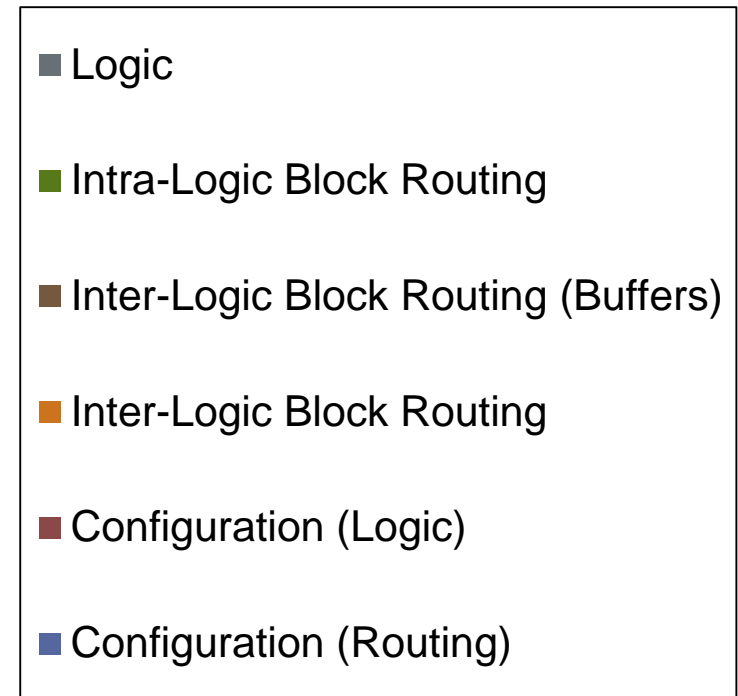 Logic
Intra-Logic Block Routing
Inter-Logic Block Routing (Buffers)
Inter-Logic Block Routing
Configuration (Logic)
Configuration (Routing)